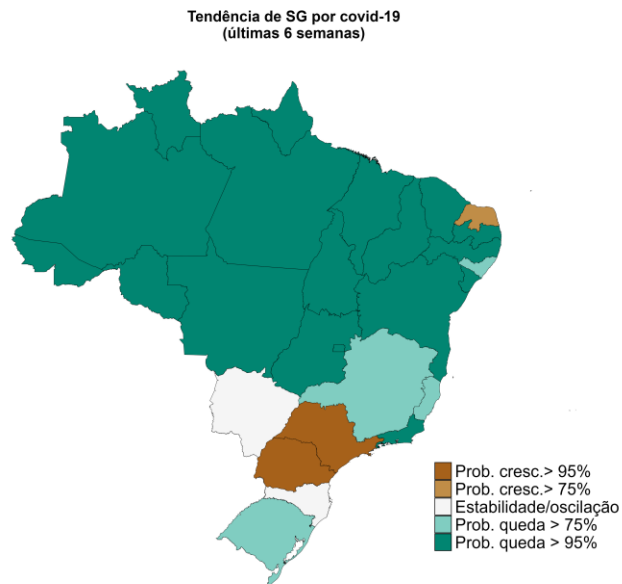 Tendência de SG por covid-19
(últimas 6 semanas)
Prob. cresc.> 95%
Prob. cresc.> 75%
Estabilidade/oscilação
Prob. queda > 75%
Prob. queda > 95%